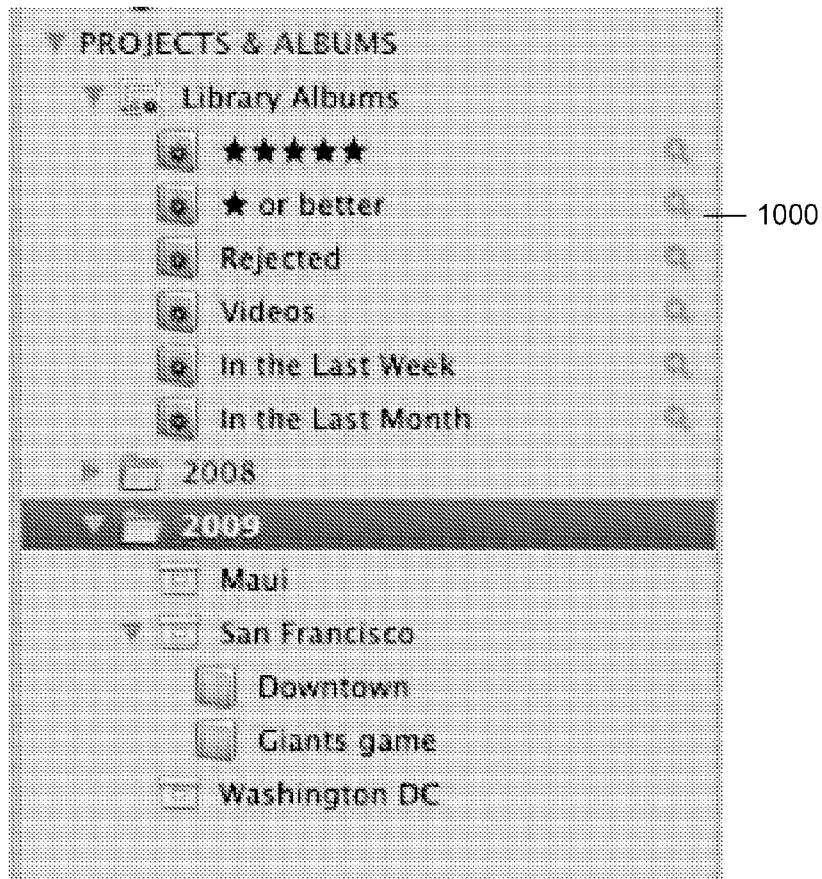 PROJECTS & ALBUMS
Library Albums
★★★★★
★ or better
1000
Rejected
Videos
In the Last Week
In the Last Month
2008
2009
Maui
San Francisco
Downtown
Giants game
Washington DC